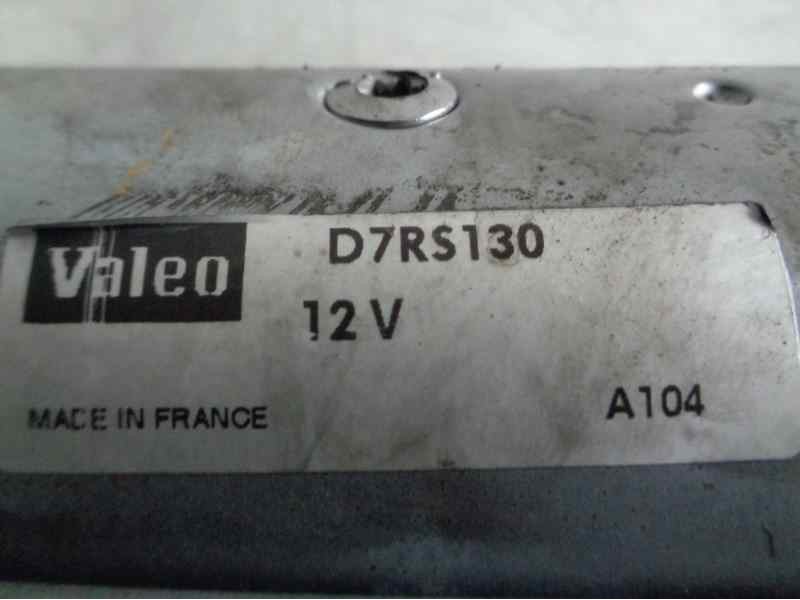 Valeo
D7RS130
12 V
MADE IN FRANCE
A104